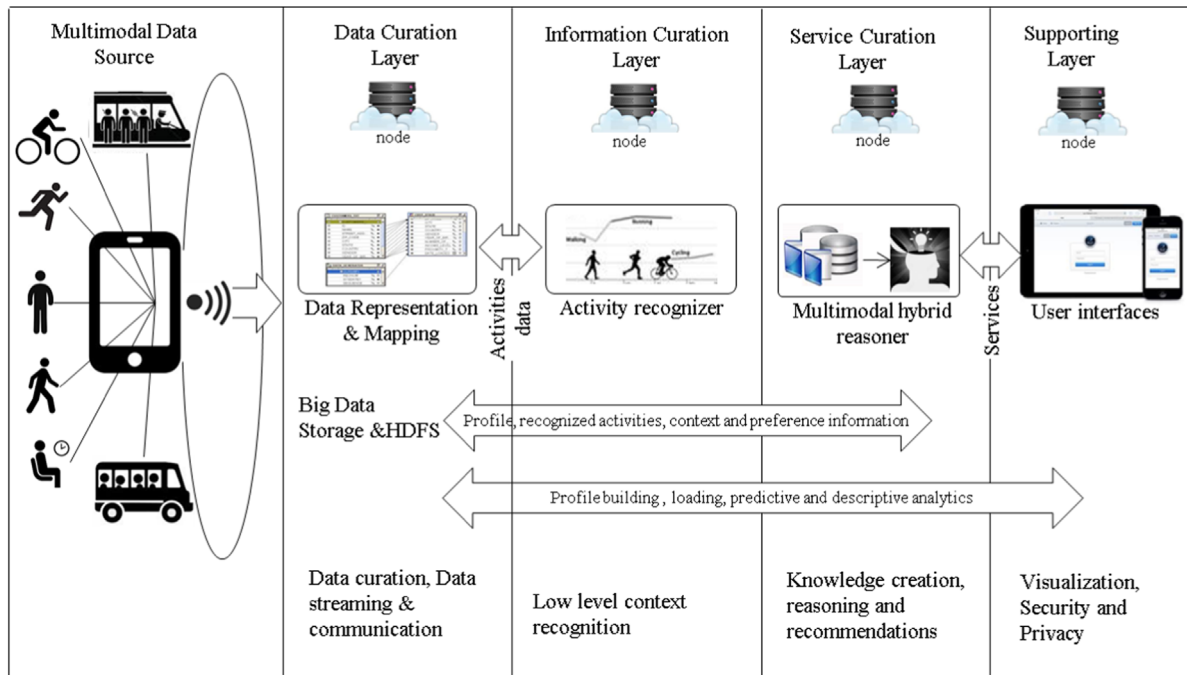 Multimodal Data
Source
Data Curation
Layer
node
Data Representation
& Mapping
Activities
data
Big Data
Storage &HDFS
Data curation, Data
streaming &
communication
Information Curation
Layer
node
Walking
Running
Cycling
Activity recognizer
Low level context
recognition
Service Curation
Layer
node
Multimodal hybrid
reasoner
Services
Knowledge creation,
reasoning and
recommendations
Supporting
Layer
node
User interfaces
Visualization,
Security and
Privacy
Profile, recognized activities, context and preference information
Profile building , loading, predictive and descriptive analytics